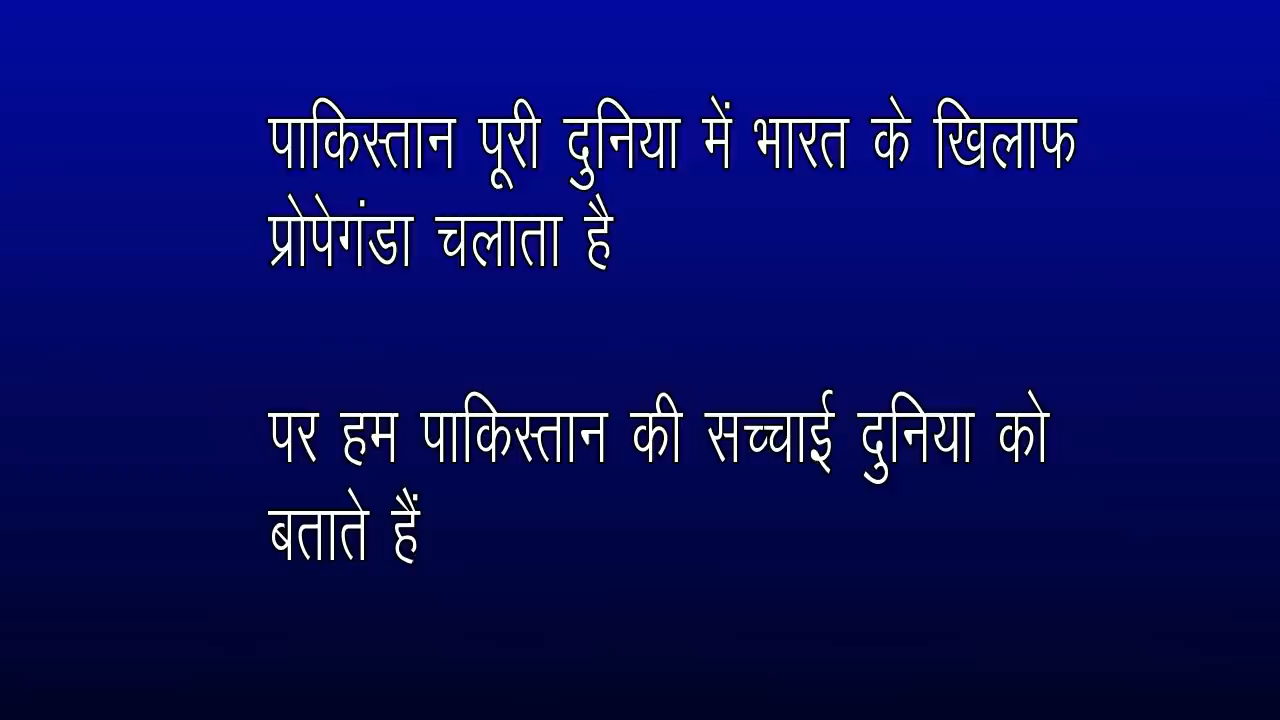 पाकिस्तान पूरी दुनिया में भारत के खिलाफ
प्रोपेगंडा चलाता है
पर हम पाकिस्तान की सच्चाई दुनिया को
बताते हैं